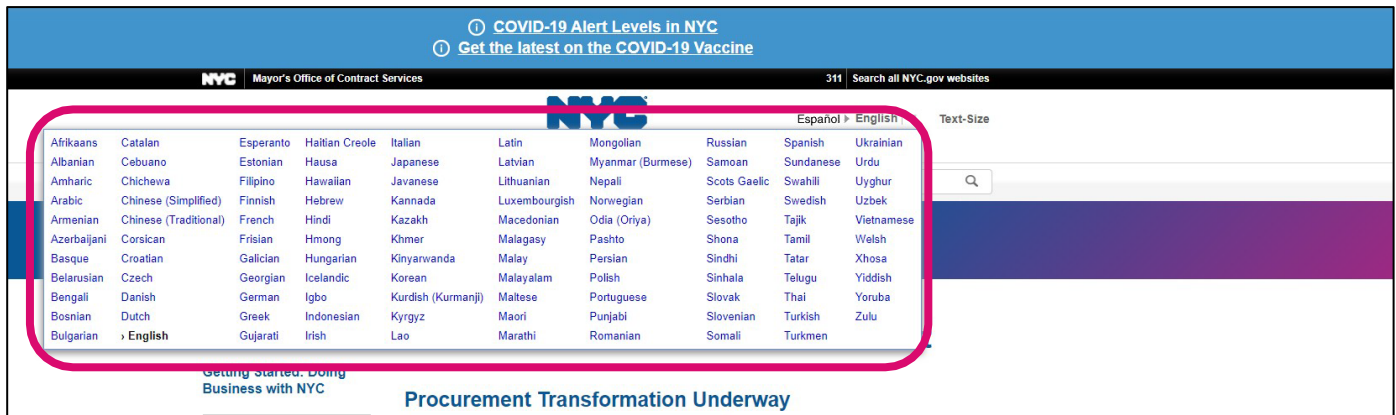 COVID-19 Alert Levels in NYC
Get the latest on the COVID-19 Vaccine
NYC Mayor's Office of Contract Services 311 Search all NYC.gov websites
NYC
Español English Text-Size
Afrikaans Catalan Esperanto Haitian Creole Italian Latin Mongolian Russian Spanish Ukrainian
Albanian Cebuano Estonian Hausa Japanese Latvian Myanmar (Burmese) Samoan Sundanese Urdu
Amharic Chichewa Filipino Hawaiian Javanese Lithuanian Nepali Scots Gaelic Swahili Uyghur
Arabic Chinese (Simplified) Finnish Hebrew Kannada Luxembourgish Norwegian Serbian Swedish Uzbek
Armenian Chinese (Traditional) French Hindi Kazakh Macedonian Odia (Oriya) Sesotho Tajik Vietnamese
Azerbaijani Corsican Frisian Hmong Khmer Malagasy Pashto Shona Tamil Welsh
Basque Croatian Galician Hungarian Kinyarwanda Malay Persian Sindhi Tatar Xhosa
Belarusian Czech Georgian Icelandic Korean Malayalam Polish Sinhala Telugu Yiddish
Bengali Danish German Igbo Kurdish (Kurmanji) Maltese Portuguese Slovak Thai Yoruba
Bosnian Dutch Greek Indonesian Kyrgyz Maori Punjabi Slovenian Turkish Zulu
Bulgarian › English Gujarati Irish Lao Marathi Romanian Somali Turkmen
Getting Started: Doing
Business with NYC
Procurement Transformation Underway